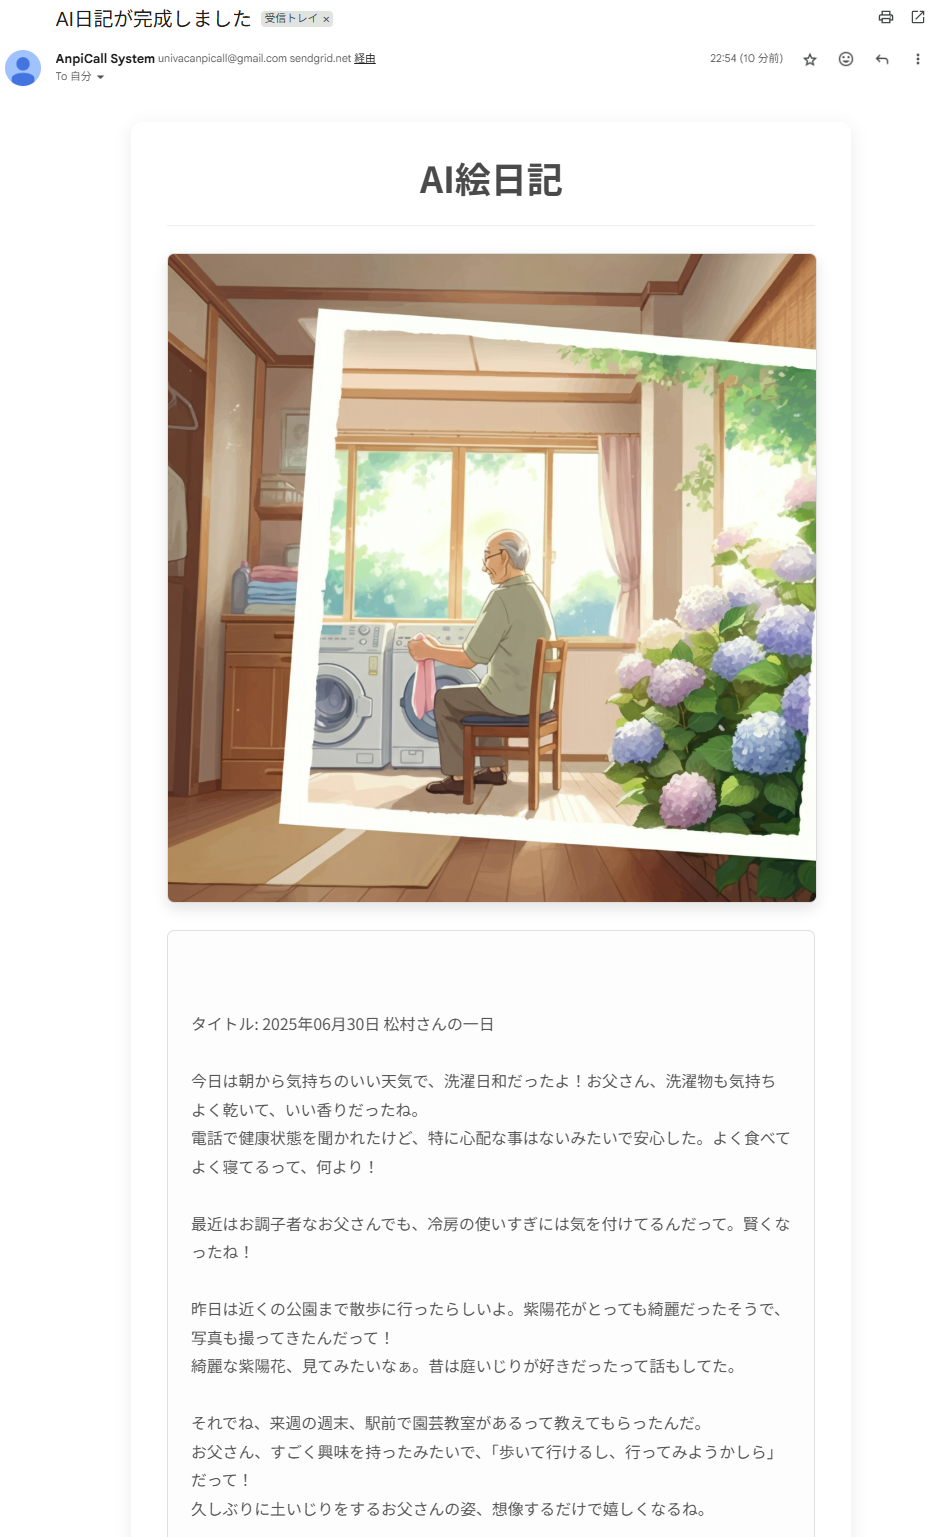 AI日記が完成しました 受信トレイ ×
AnpiCall System univacanpicall@gmail.com sendgrid.net 経由
22:54 (10 分前)
To 自分
AI絵日記
タイトル: 2025年06月30日 松村さんの一日
今日は朝から気持ちのいい天気で、洗濯日和だったよ！お父さん、洗濯物も気持ち
よく乾いて、いい香りだったね。
電話で健康状態を聞かれたけど、特に心配な事はないみたいで安心した。よく食べて
よく寝てるって、何より！
最近はお調子者なお父さんでも、冷房の使いすぎには気を付けてるんだって。賢くな
ったね！
昨日は近くの公園まで散歩に行ったらしいよ。紫陽花がとっても綺麗だったそうで、
写真も撮ってきたんだって！
綺麗な紫陽花、見てみたいなぁ。昔は庭いじりが好きだったって話もしてた。
それでね、来週の週末、駅前で園芸教室があるって教えてもらったんだ。
お父さん、すごく興味を持ったみたいで、「歩いて行けるし、行ってみようかしら」
だって！
久しぶりに土いじりをするお父さんの姿、想像するだけで嬉しくなるね。